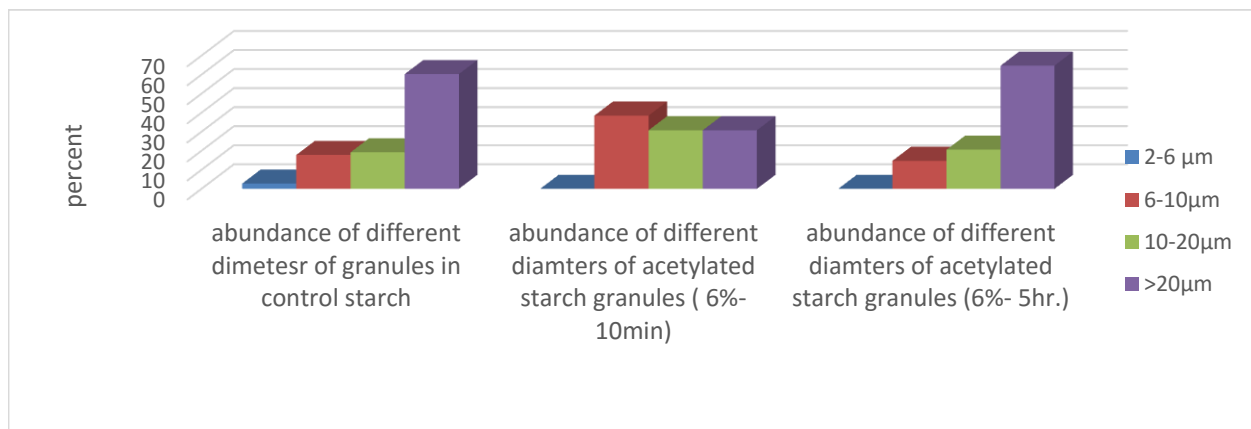 percent
70
60
50
40
30
20
10
0
abundance of different
dimetesr of granules in
control starch
abundance of different
diamters of acetylated
starch granules ( 6%-
10min)
abundance of different
diamters of acetylated
starch granules (6%- 5hr.)
2-6 µm
6-10µm
10-20µm
>20µm